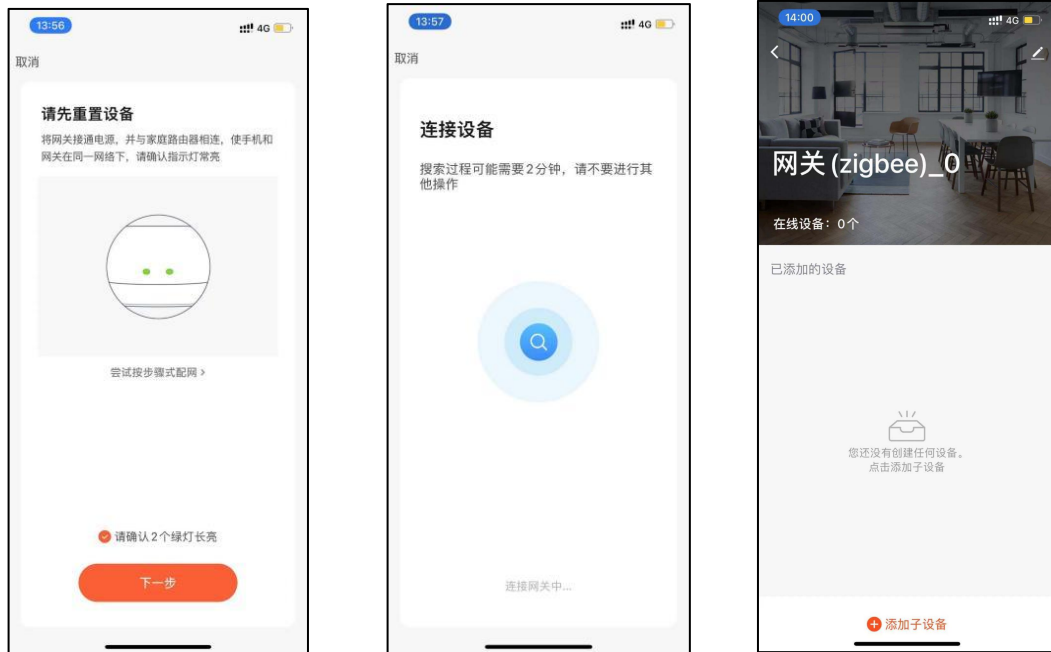 13:56
4G
取消
请先重置设备
将网关接通电源，并与家庭路由器相连，使手机和
网关在同一网络下，请确认指示灯常亮
尝试按步骤式配网 >
请确认2个绿灯长亮
下一步
13:57
4G
取消
连接设备
搜索过程可能需要2分钟，请不要进行其
他操作
连接网关中...
14:00
4G
网关(zigbee)_0
在线设备：0个
已添加的设备
您还没有创建任何设备。
点击添加子设备
添加子设备